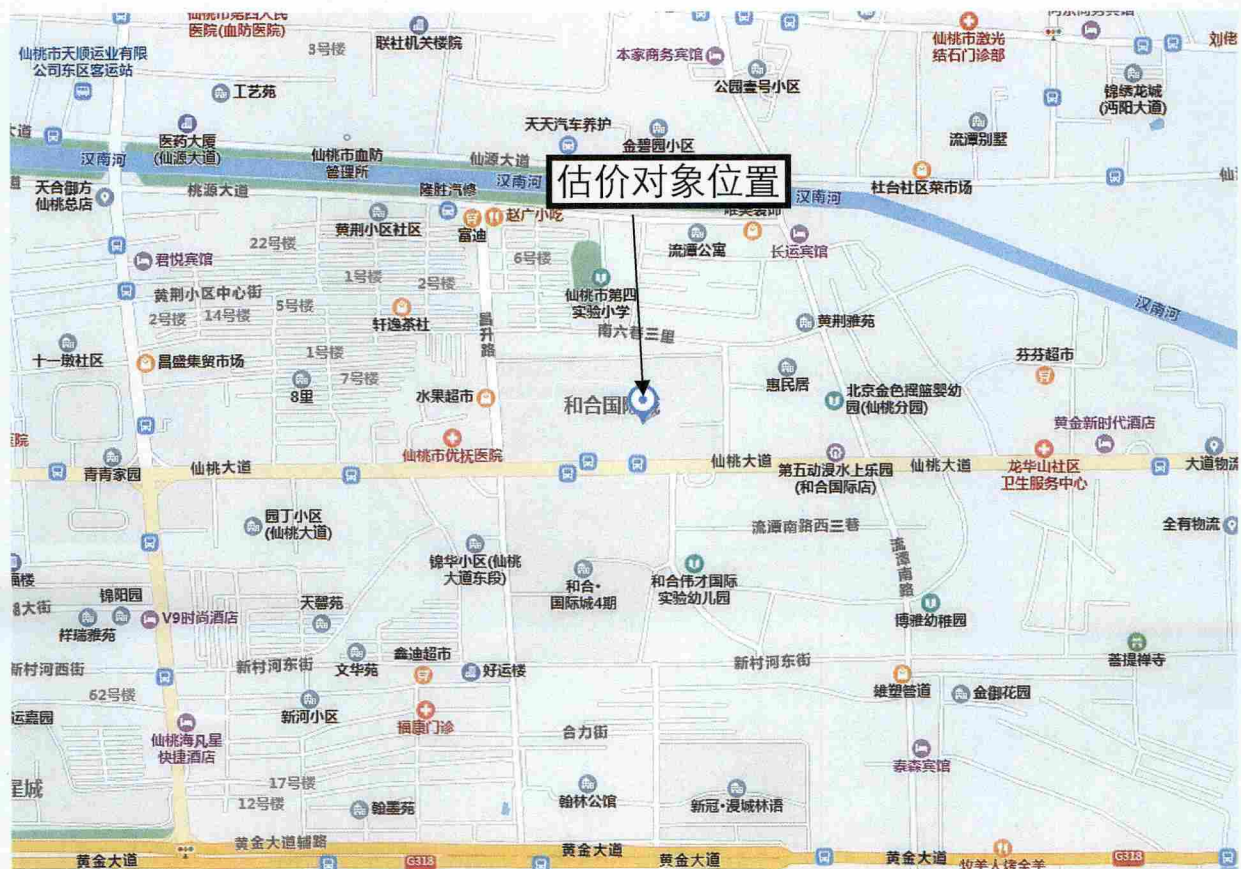 仙桃市第四人民
医院(血防医院)
联社机关楼院
3号楼
仙桃市天顺运业有限
公司东区客运站
本家商务宾馆
公园壹号小区
仙桃市激光
结石门诊部
锦绣龙城
(沔阳大道)
工艺苑
医药大厦
(仙源大道)
仙桃市血防
管理所
天天汽车养护
金碧园小区
流潭别墅
仙源大道
汉南河
汉南河
估价对象位置
杜台社区菜市场
汉南河
天合御方
仙桃总店
桃源大道
隆胜汽修
黄荆小区社区
富迪
赵广小吃
22号楼
6号楼
流潭公寓
唯美装饰
长运宾馆
君悦宾馆
1号楼
2号楼
仙桃市第四
实验小学
黄荆小区中心街
5号楼
2号楼
14号楼
轩逸茶社
昌升路
南六巷三里
黄荆雅苑
汉南河
十一墩社区
昌盛集贸市场
1号楼
7号楼
8里
水果超市
和合国际城
惠民居
北京金色摇篮婴幼
园(仙桃分园)
芬芬超市
黄金新时代酒店
仙桃市优抚医院
青青家园
仙桃大道
仙桃大道
第五动漫水上乐园
(和合国际店)
仙桃大道
龙华山社区
卫生服务中心
大道物流
园丁小区
(仙桃大道)
流潭南路西三巷
全有物流
锦华小区(仙桃
大道东段)
和合·
国际城4期
和合伟才国际
实验幼儿园
流潭南路
锦阳园
祥瑞雅苑
V9时尚酒店
天馨苑
博雅幼稚园
新村河西街
新村河东街
文华苑
鑫迪超市
好运楼
新村河东街
菩提禅寺
62号楼
新河小区
福康门诊
雄塑管道
金御花园
仙桃海凡星
快捷酒店
合力街
泰森宾馆
17号楼
12号楼
翰墨苑
翰林公馆
新冠·漫城林语
黄金大道辅路
黄金大道
G318
黄金大道
黄金大道
黄金大道
G318
牧羊人烤全羊